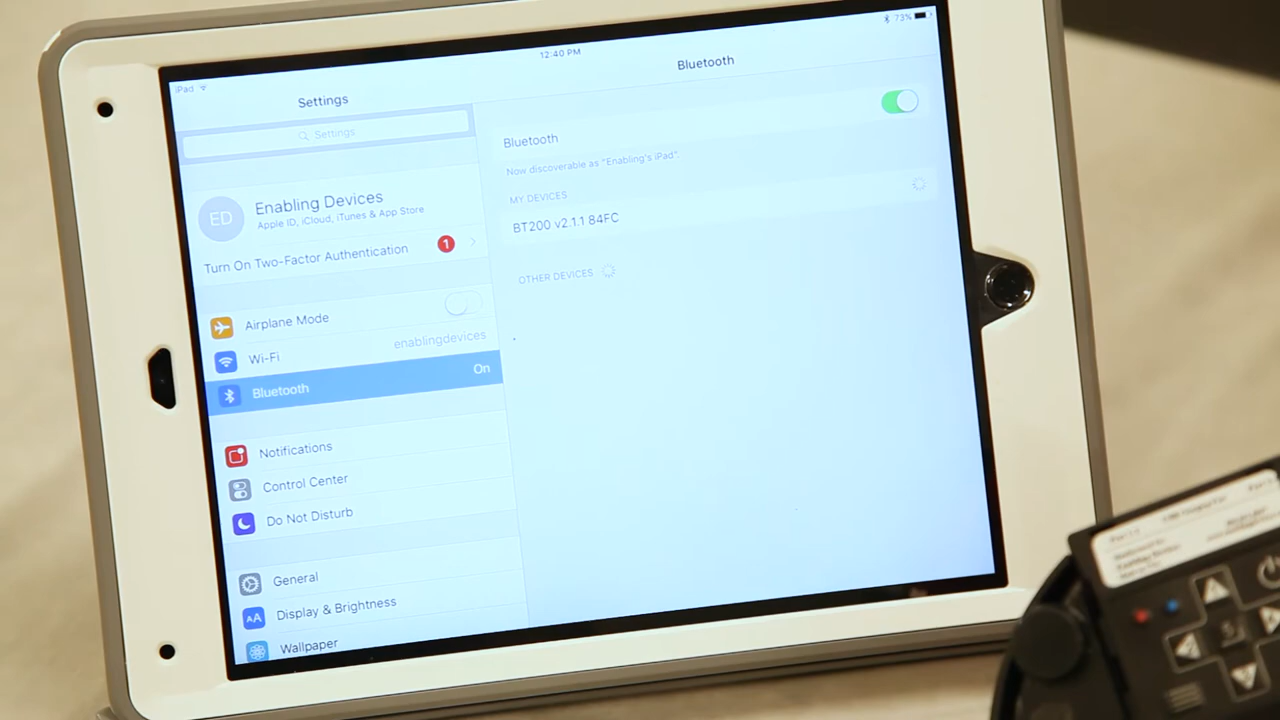 iPad
12:40 PM
73%
Settings
Bluetooth
Settings
ED
Enabling Devices
Apple ID, iCloud, iTunes & App Store
Turn On Two-Factor Authentication
1
Airplane Mode
Wi-Fi
enablingdevices
Bluetooth
On
Notifications
Control Center
Do Not Disturb
General
AA
Display & Brightness
Wallpaper
Bluetooth
Now discoverable as "Enabling's iPad".
MY DEVICES
BT200 v2.1.1 84FC
OTHER DEVICES